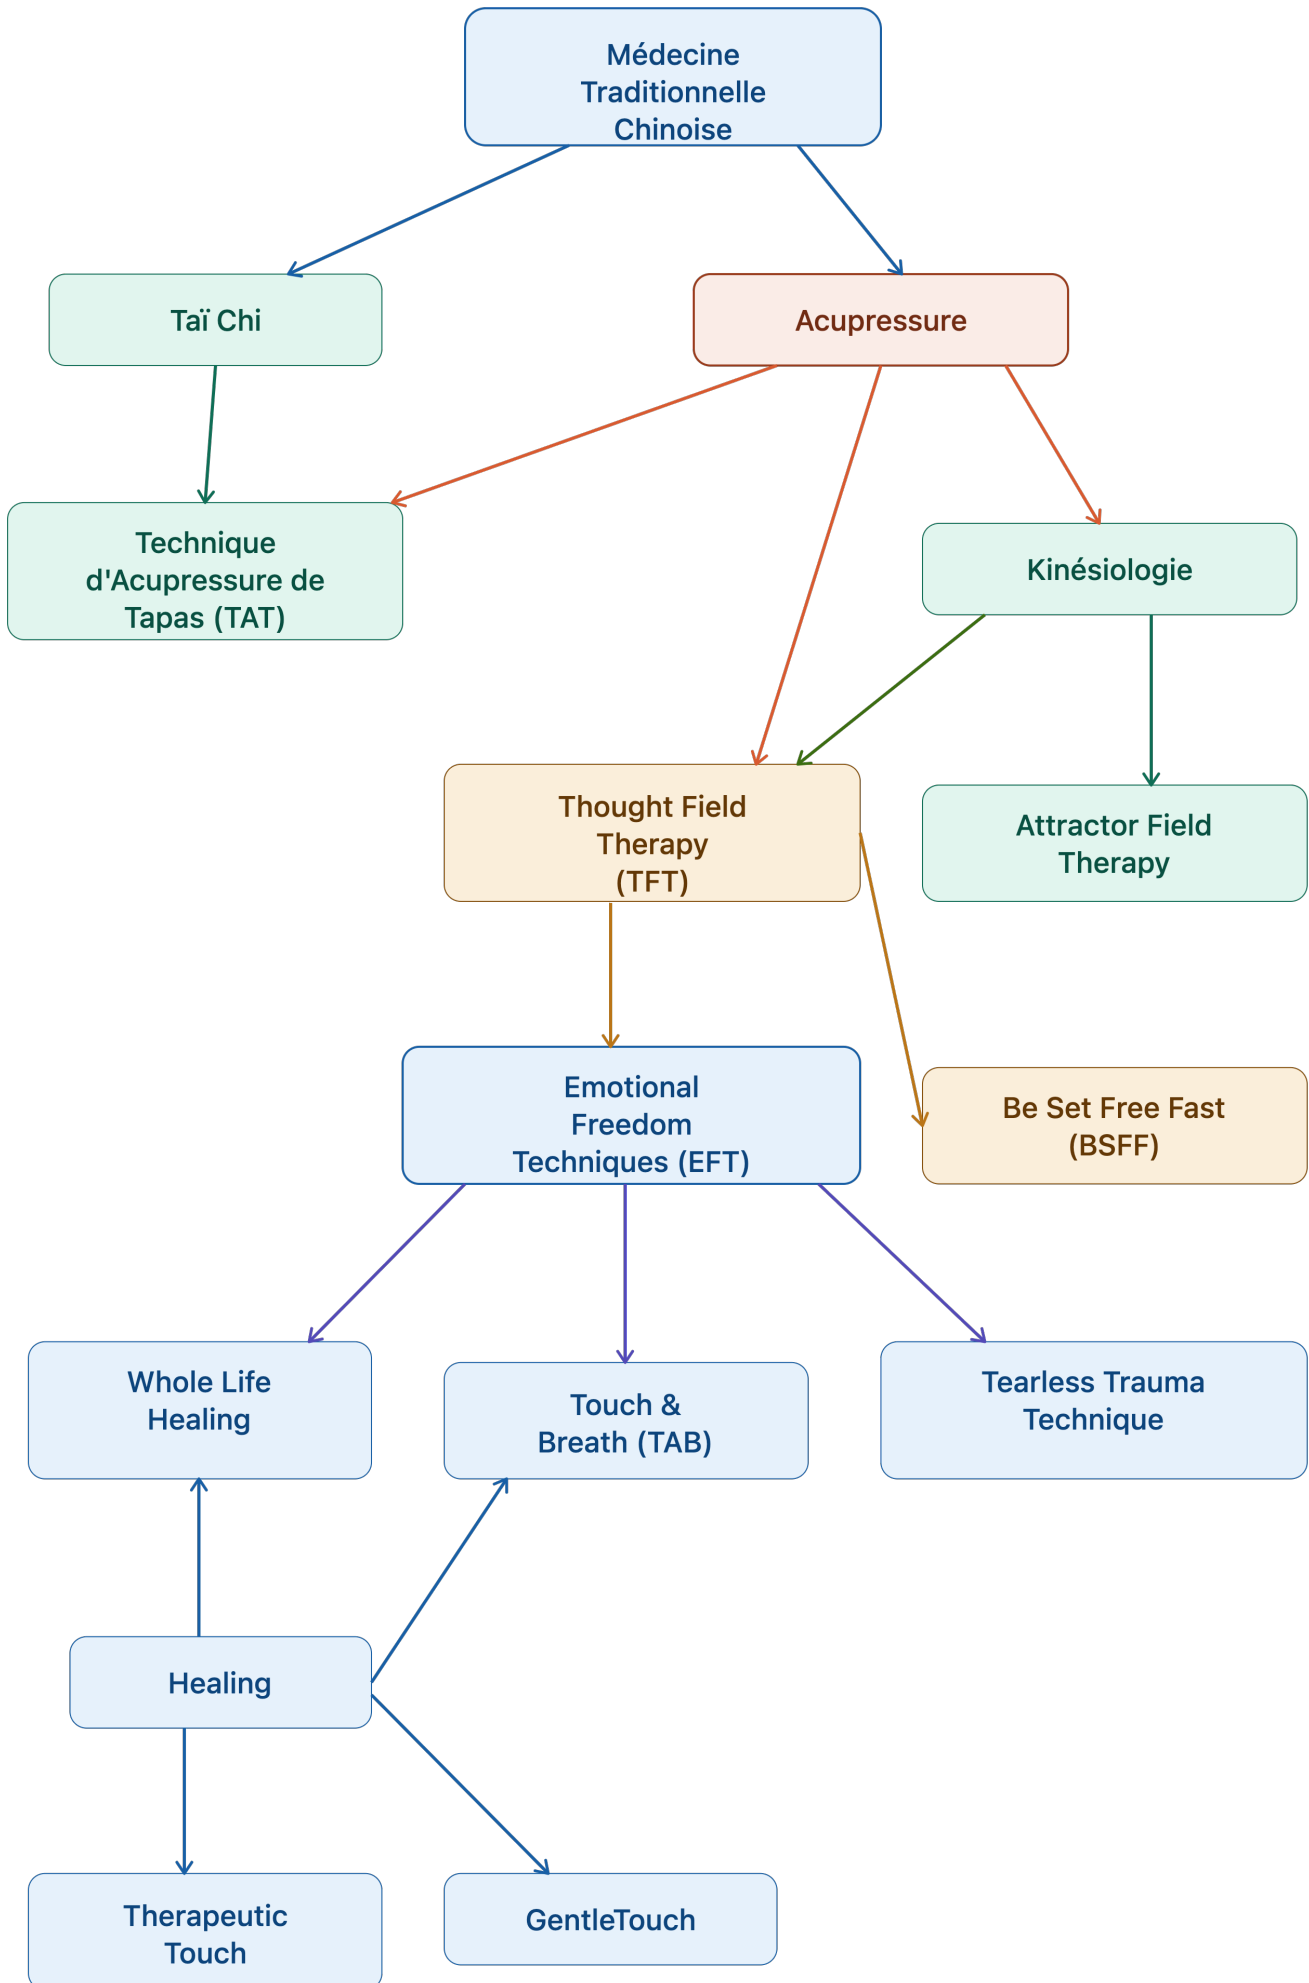 Médecine
Traditionnelle
Chinoise
Taï Chi
Acupressure
Technique
d'Acupressure de
Tapas (TAT)
Kinésiologie
Thought Field
Therapy
(TFT)
Attractor Field
Therapy
Emotional
Freedom
Techniques (EFT)
Be Set Free Fast
(BSFF)
Whole Life
Healing
Touch &
Breath (TAB)
Tearless Trauma
Technique
Healing
Therapeutic
Touch
GentleTouch